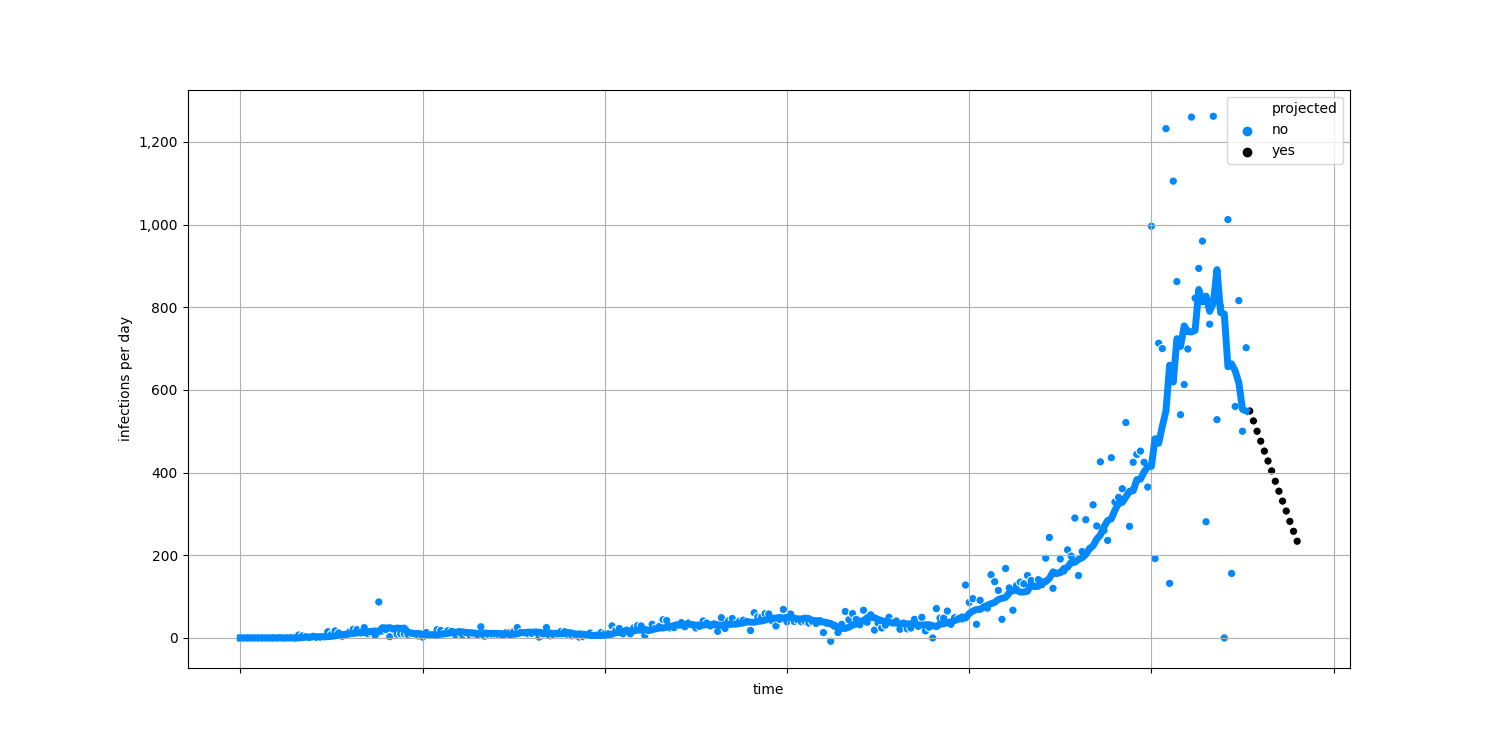 projected
no
yes
1,200
1,000
800
600
400
200
0
infections per day
time